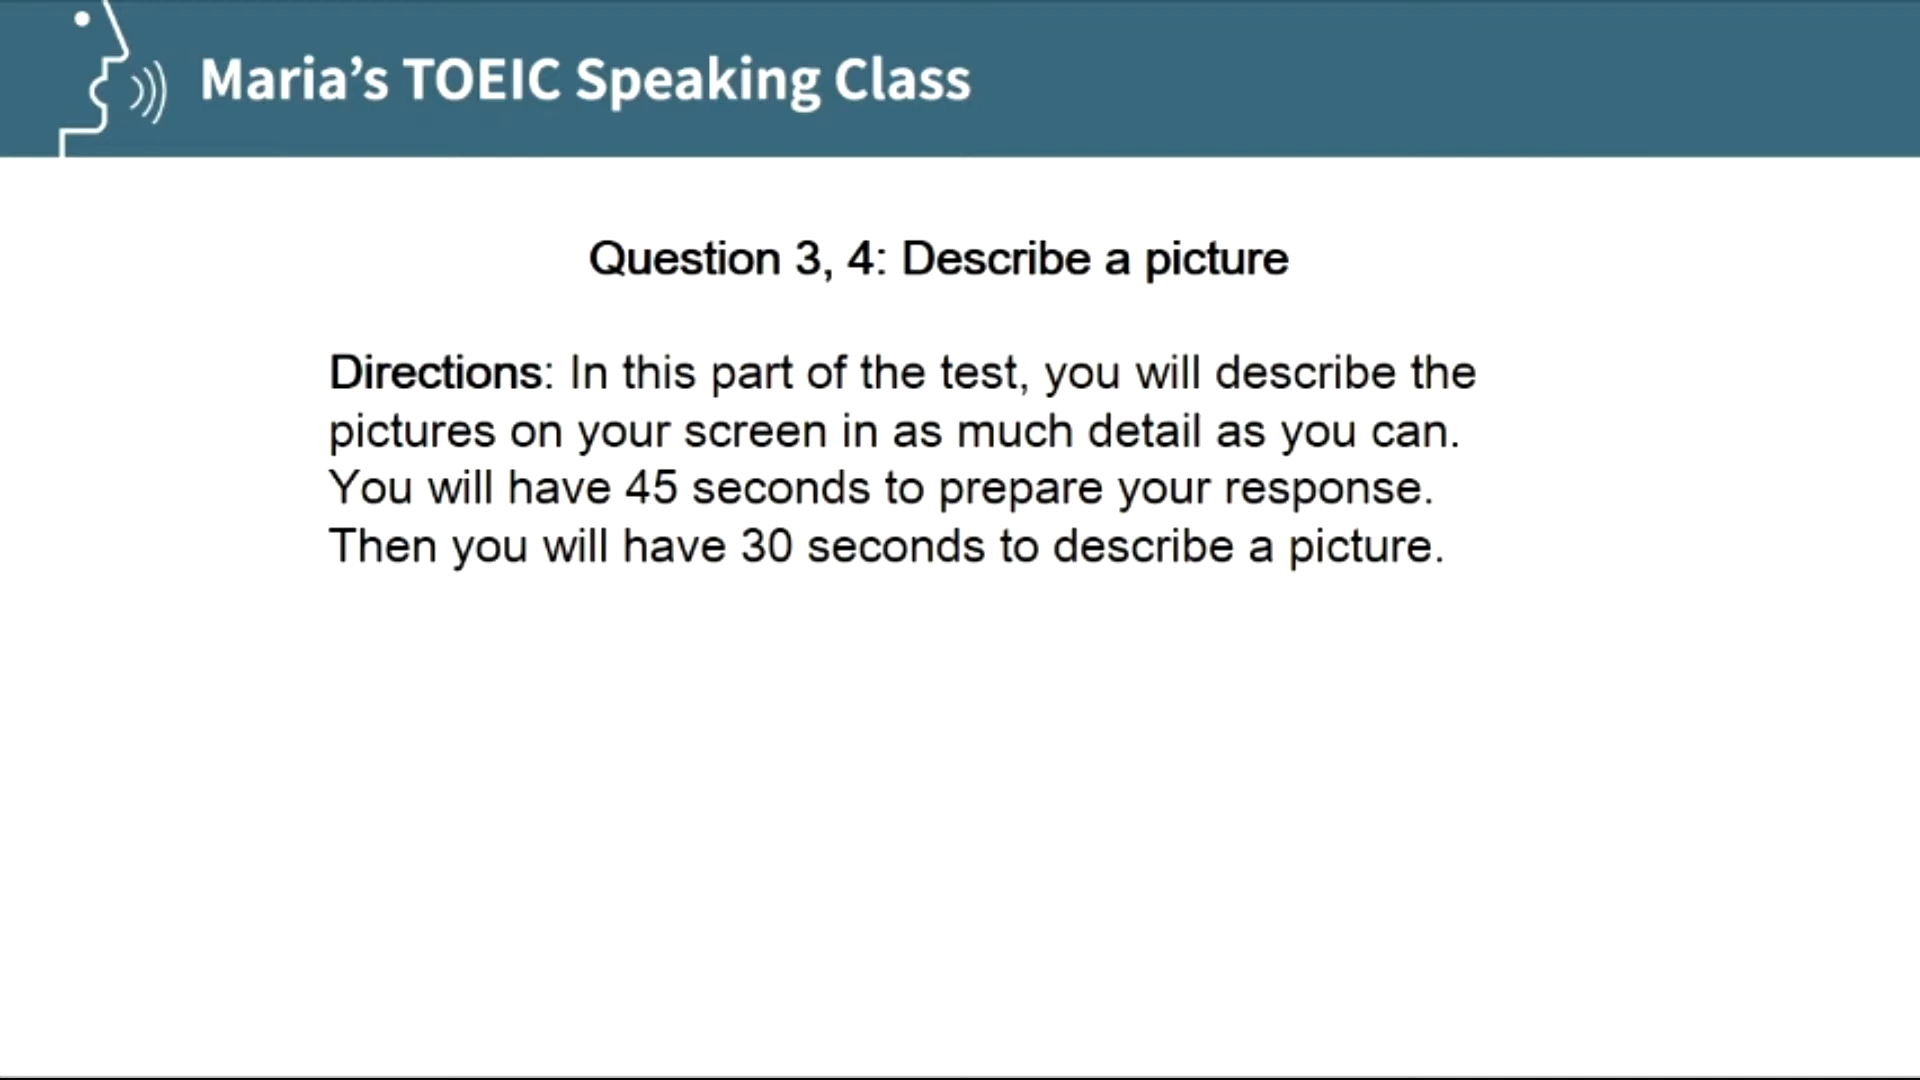 Maria’s TOEIC Speaking Class
Question 3, 4: Describe a picture
Directions: In this part of the test, you will describe the
pictures on your screen in as much detail as you can.
You will have 45 seconds to prepare your response.
Then you will have 30 seconds to describe a picture.